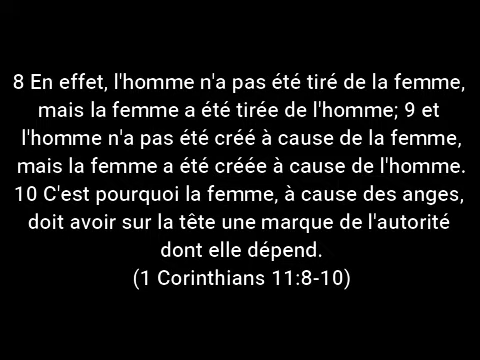 8 En effet, l'homme n'a pas été tiré de la femme,
mais la femme a été tirée de l'homme; 9 et
l'homme n'a pas été créé à cause de la femme,
mais la femme a été créée à cause de l'homme.
10 C'est pourquoi la femme, à cause des anges,
doit avoir sur la tête une marque de l'autorité
dont elle dépend.
(1 Corinthians 11:8-10)